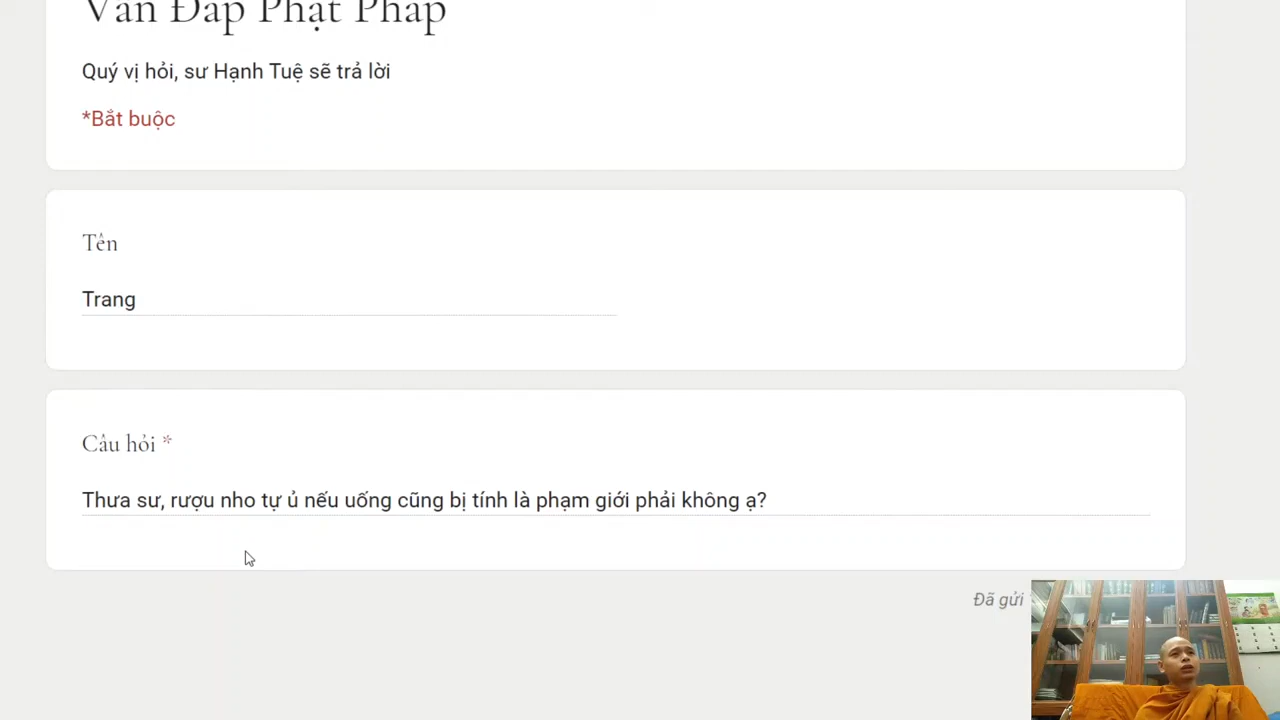 Vấn Đáp Phật Pháp
Quý vị hỏi, sư Hạnh Tuệ sẽ trả lời
*Bắt buộc
Tên
Trang
Câu hỏi *
Thưa sư, rượu nho tự ủ nếu uống cũng bị tính là phạm giới phải không ạ?
Đã gửi